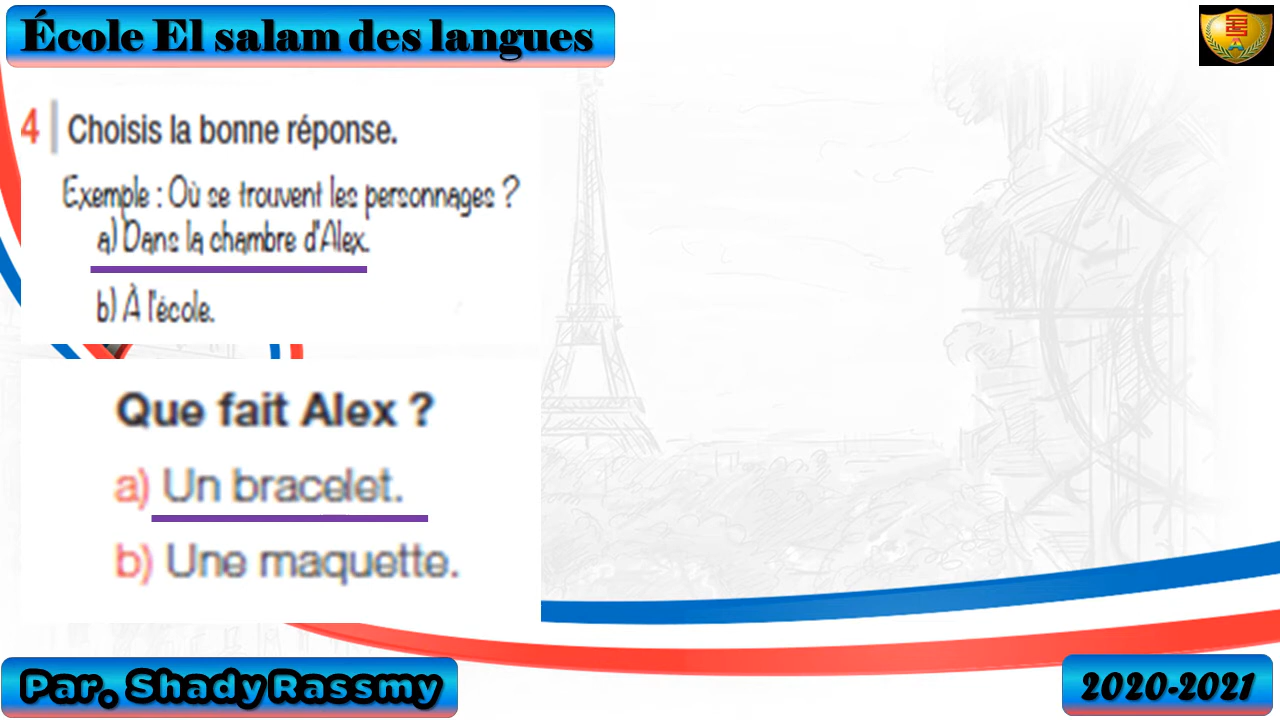 École El salam des langues
4 Choisis la bonne réponse.
Exemple : Où se trouvent les personnages ?
a) Dans la chambre d'Alex.
b) À l'école.
Que fait Alex ?
a) Un bracelet.
b) Une maquette.
Par. Shady Rassmy
2020-2021